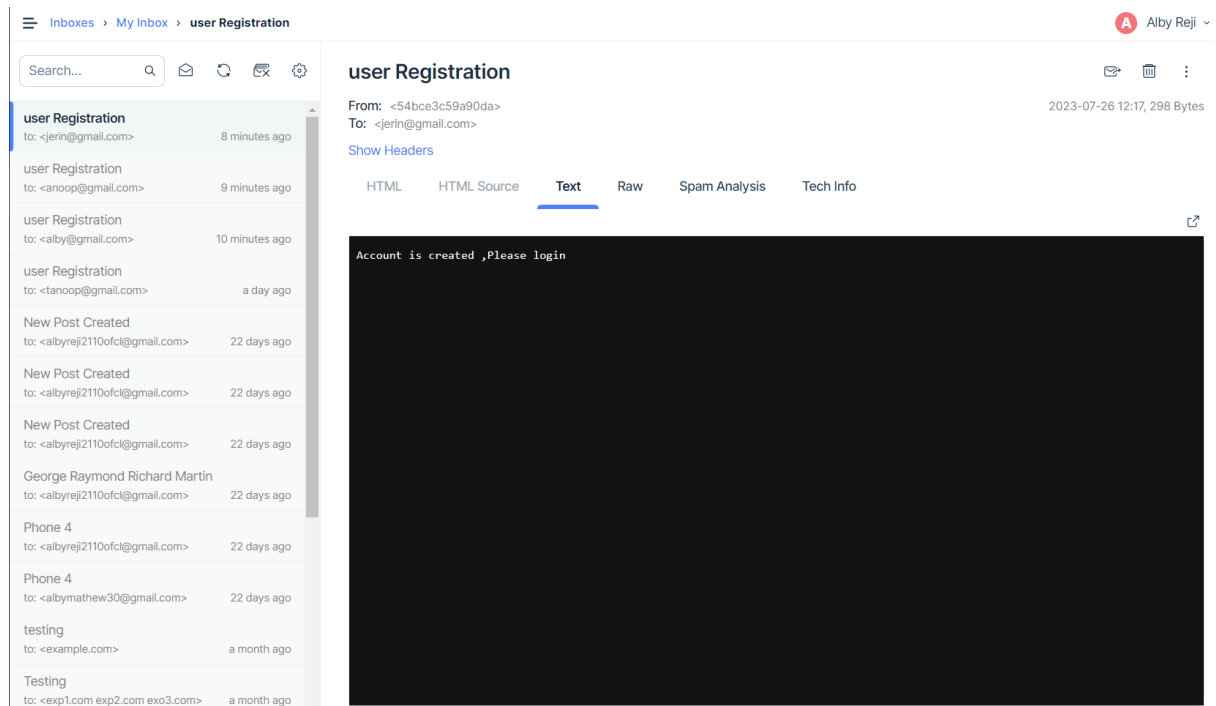 Inboxes › My Inbox › user Registration
A Alby Reji
Search...
user Registration
to: <jerin@gmail.com> 8 minutes ago
user Registration
to: <anoop@gmail.com> 9 minutes ago
user Registration
to: <alby@gmail.com> 10 minutes ago
user Registration
to: <tanoop@gmail.com> a day ago
New Post Created
to: <albyreji2110ofcl@gmail.com> 22 days ago
New Post Created
to: <albyreji2110ofcl@gmail.com> 22 days ago
New Post Created
to: <albyreji2110ofcl@gmail.com> 22 days ago
George Raymond Richard Martin
to: <albyreji2110ofcl@gmail.com> 22 days ago
Phone 4
to: <albyreji2110ofcl@gmail.com> 22 days ago
Phone 4
to: <albymathew30@gmail.com> 22 days ago
testing
to: <example.com> a month ago
Testing
to: <exp1.com exp2.com exo3.com> a month ago
user Registration
From: <54bce3c59a90da>
2023-07-26 12:17, 298 Bytes
To: <jerin@gmail.com>
Show Headers
HTML HTML Source Text Raw Spam Analysis Tech Info
Account is created ,Please login